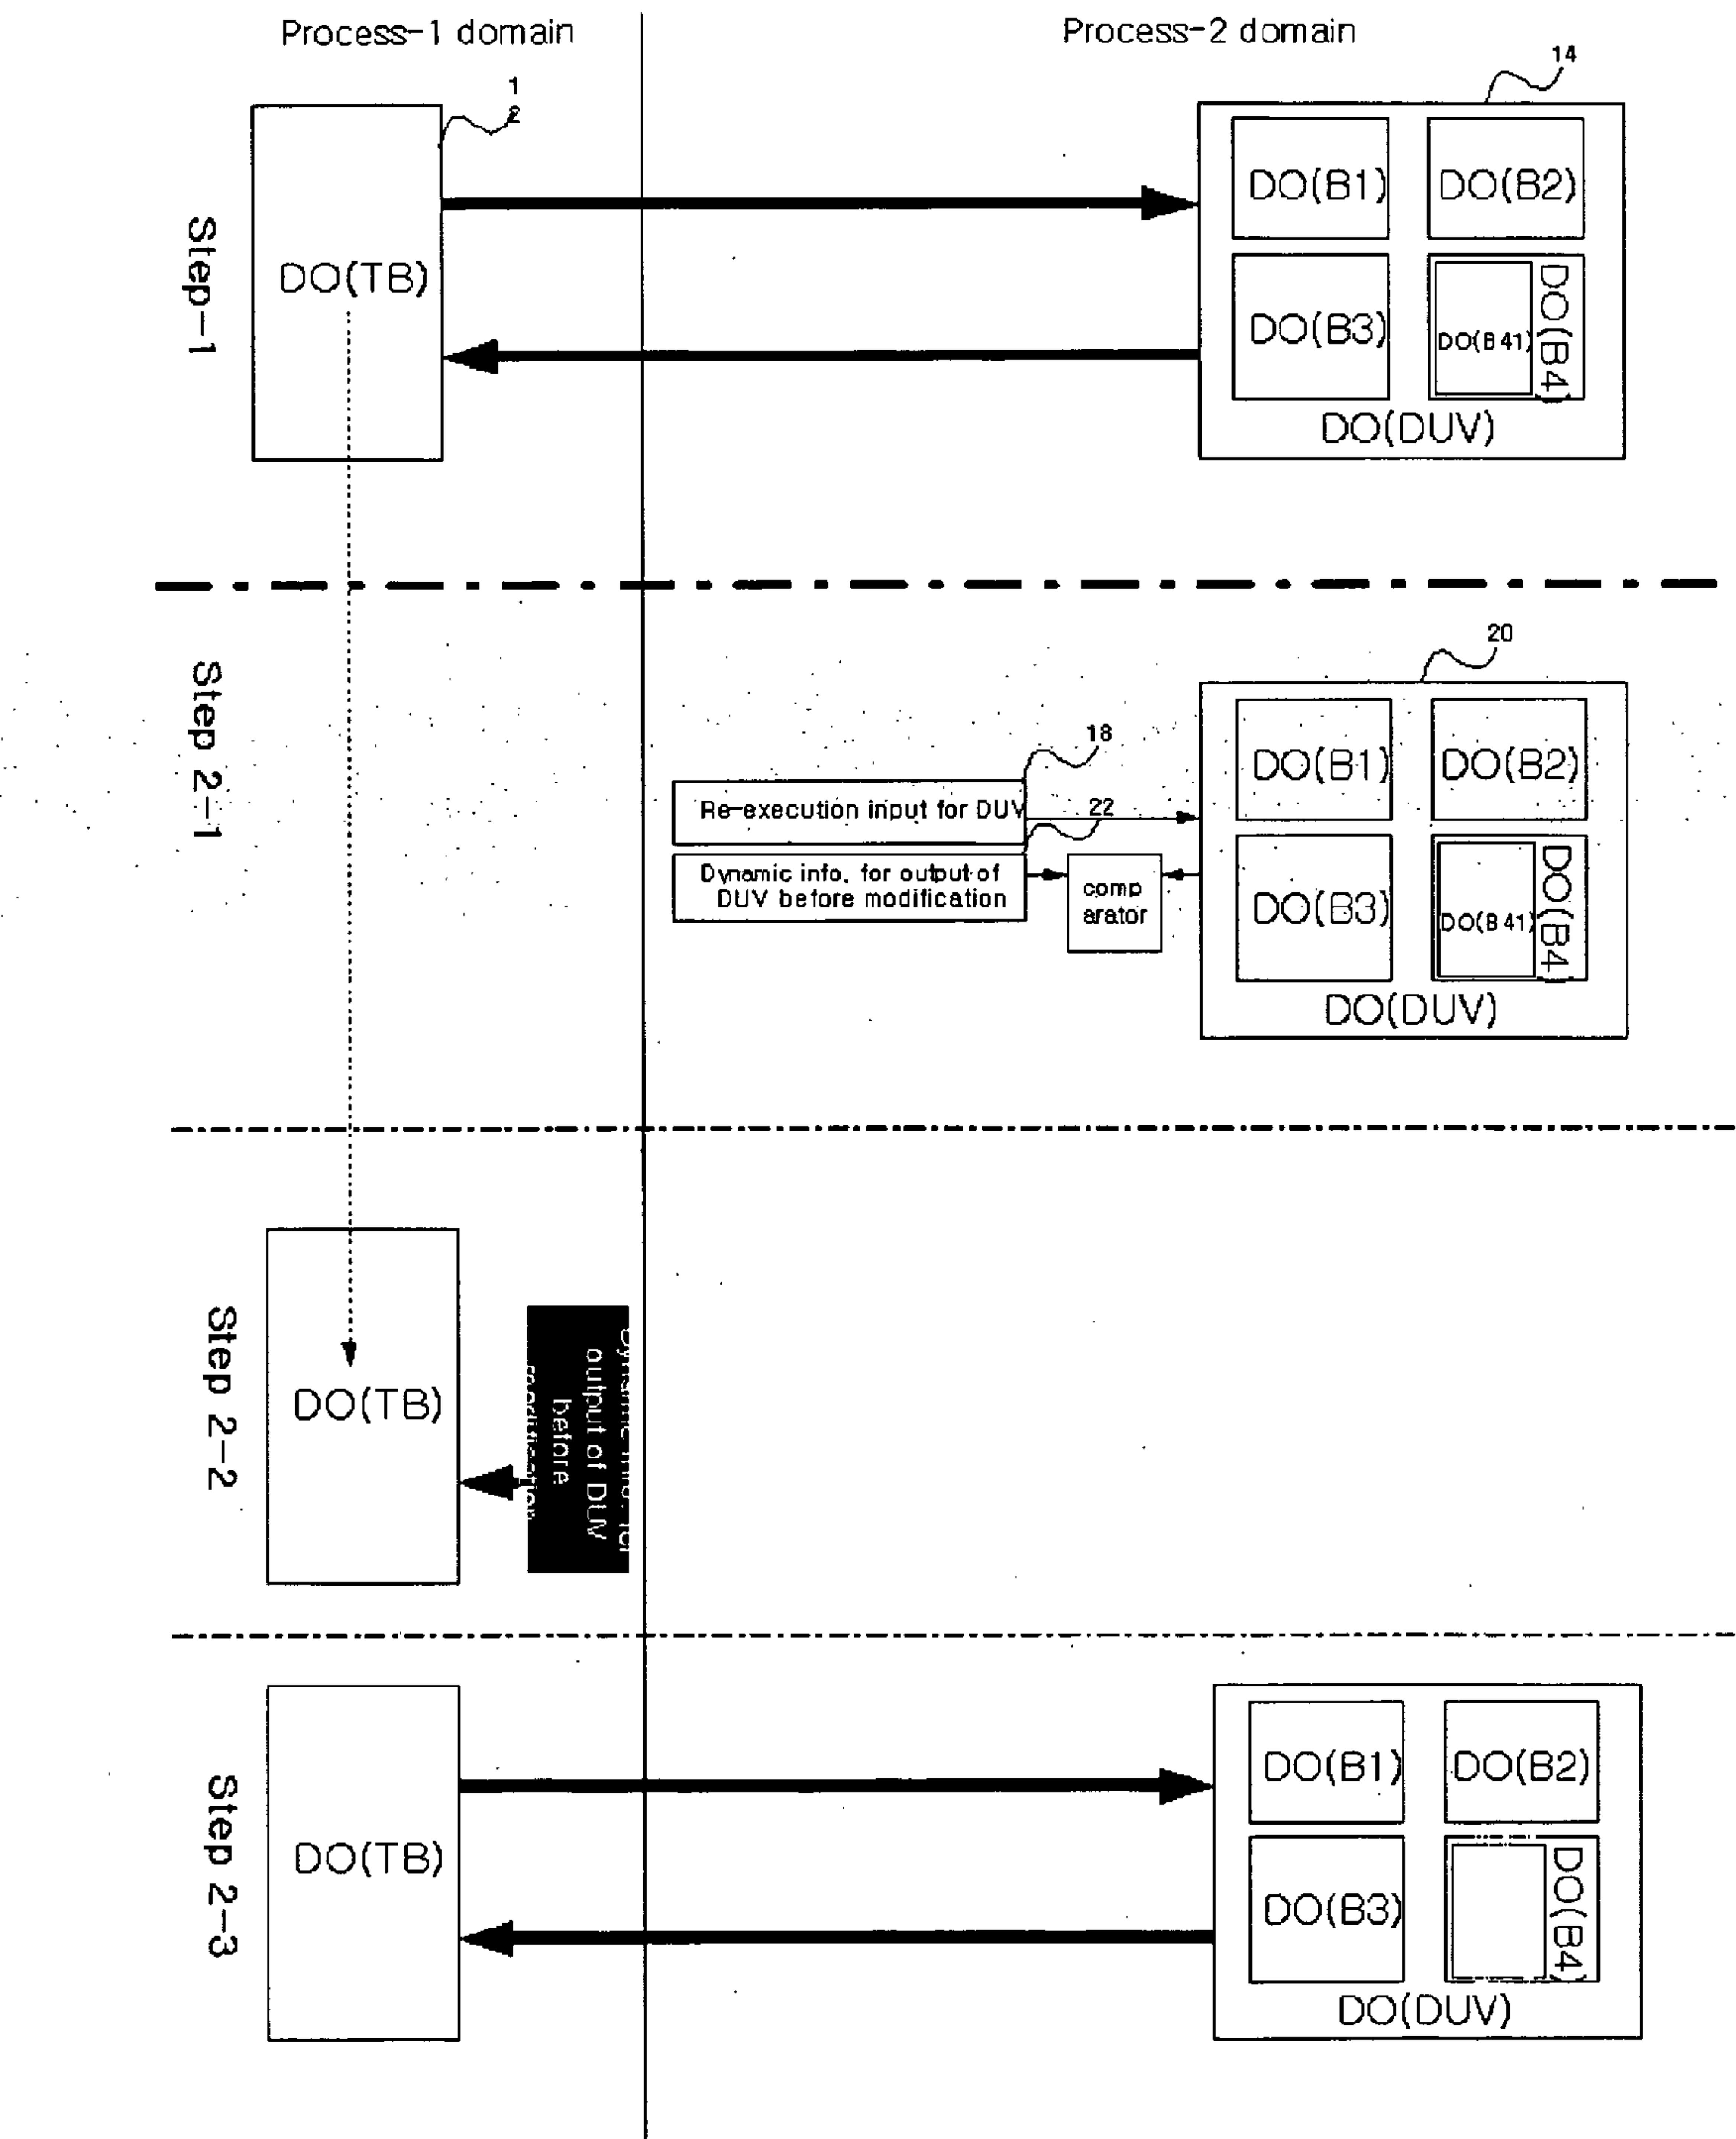 Process-1 domain
Process-2 domain
1
2
14
Step-1
DO(TB)
DO(B1)
DO(B2)
DO(B3)
DO(B41)
DO(B4)
DO(DUV)
20
Step 2-1
18
Re-execution input for DUV
22
Dynamic info. for output of
DUV before modification
comp
arator
DO(B1)
DO(B2)
DO(B3)
DO(B41)
DO(B4)
DO(DUV)
Step 2-2
DO(TB)
output of DUV
before
Step 2-3
DO(TB)
DO(B1)
DO(B2)
DO(B3)
DO(B4)
DO(DUV)